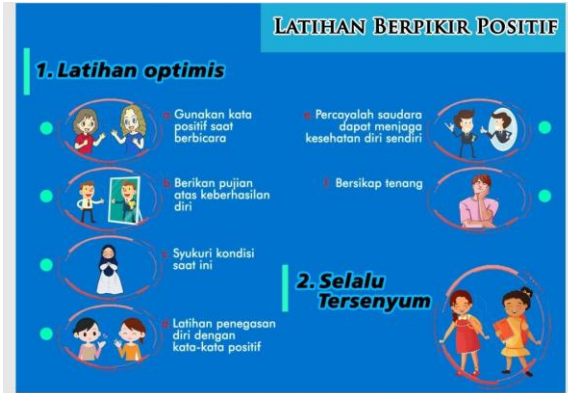 LATIHAN BERPIKIR POSITIF
1. Latihan optimis
a. Gunakan kata
positif saat
berbicara
b. Berikan pujian
atas keberhasilan
diri
c. Syukuri kondisi
saat ini
d. Latihan penegasan
diri dengan
kata-kata positif
e. Percayalah saudara
dapat menjaga
kesehatan diri sendiri
f. Bersikap tenang
2. Selalu
Tersenyum